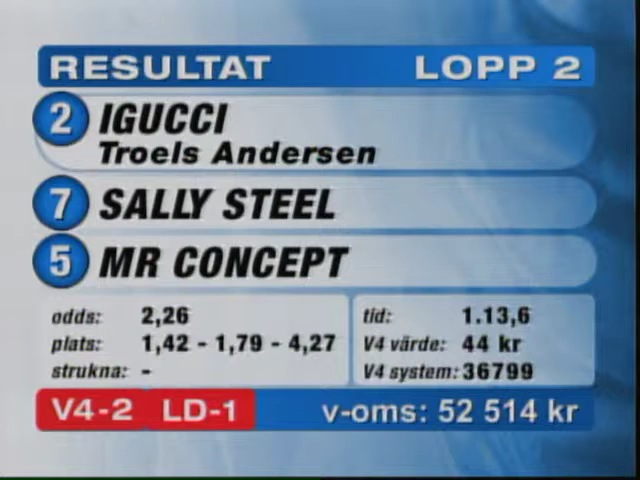 RESULTAT LOPP 2
2 IGUCCI
Troels Andersen
7 SALLY STEEL
5 MR CONCEPT
odds: 2,26
plats: 1,42 - 1,79 - 4,27
strukna: -
tid: 1.13,6
V4 värde: 44 kr
V4 system: 36799
V4-2 LD-1 v-oms: 52 514 kr